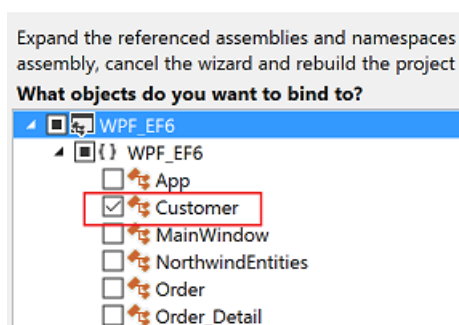 Expand the referenced assemblies and namespaces
assembly, cancel the wizard and rebuild the project
What objects do you want to bind to?
WPF_EF6
{ } WPF_EF6
App
Customer
MainWindow
NorthwindEntities
Order
Order_Detail